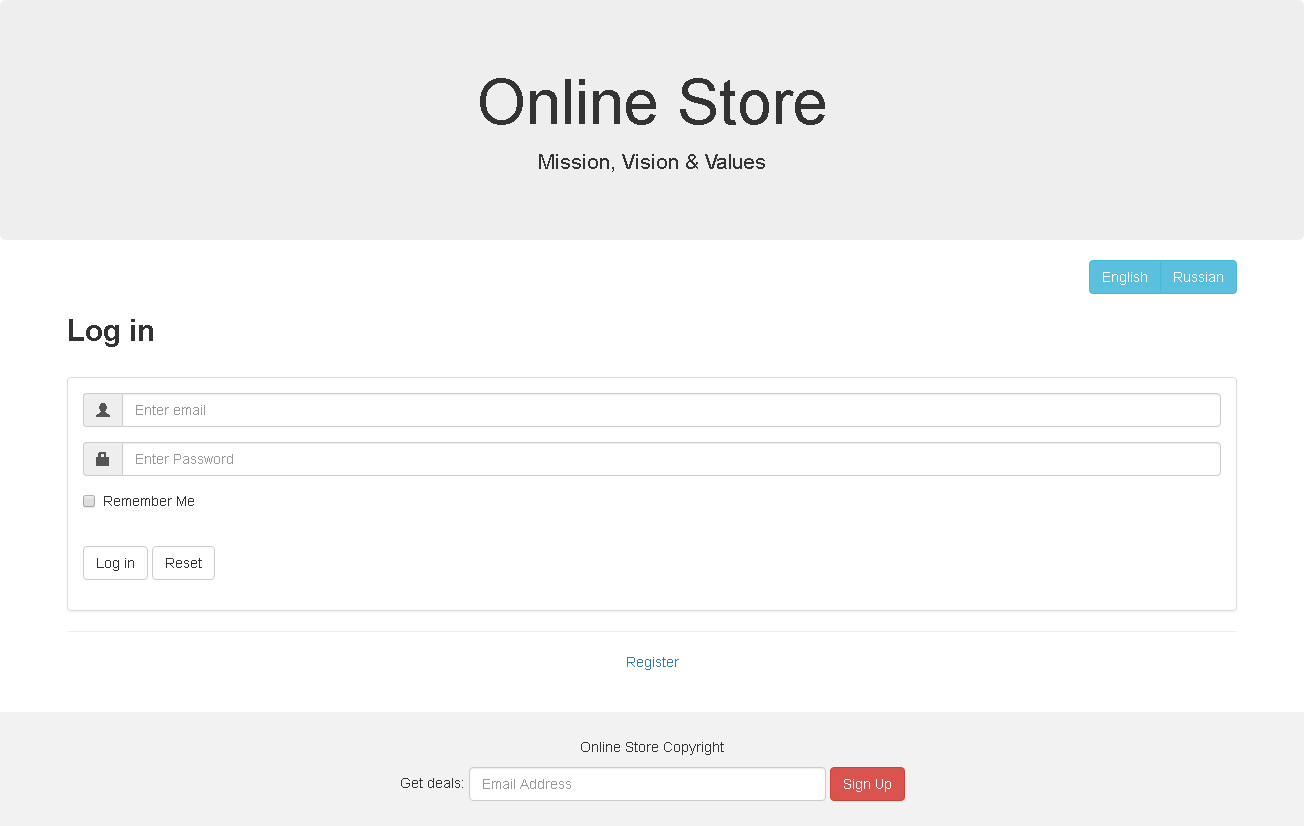 Online Store
Mission, Vision & Values
English Russian
Log in
Enter email
Enter Password
Remember Me
Log in Reset
Register
Online Store Copyright
Get deals: Email Address Sign Up